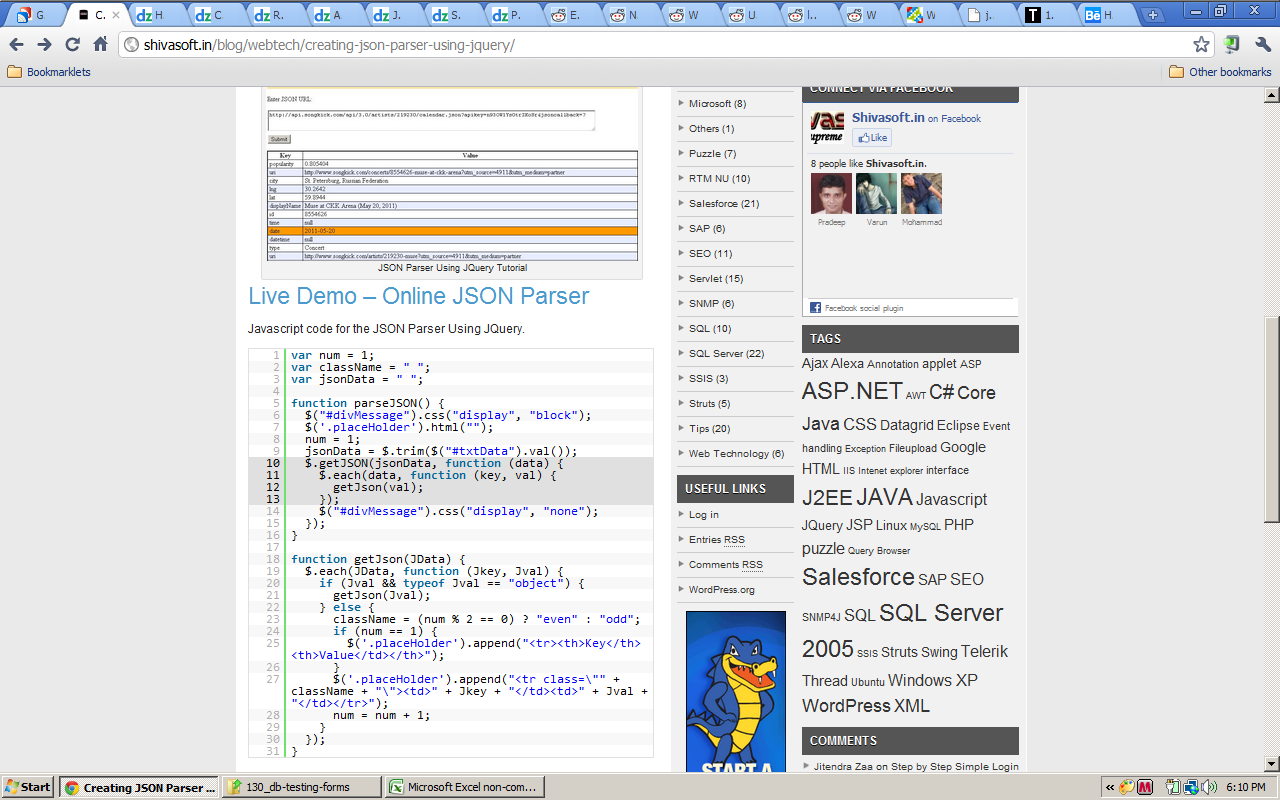 G
C.
H
C
R.
A
J.
S.
P.
E.
N
W
U
I..
W
W
j.
1.
H
shivasoft.in/blog/webtech/creating-json-parser-using-jquery/
Bookmarklets
Other bookmarks
Enter JSON URL:
Submit
Key Value
popularity 0.805404
uri http://www.songkick.com/concerts/8554626-muse-at-ckk-arena?utm_source=4911&utm_medium=partner
city St. Petersburg, Russian Federation
lng 30.2642
lat 59.8944
displayName Muse at CKK Arena (May 20, 2011)
id 8554626
time null
date 2011-05-20
datetime null
type Concert
uri http://www.songkick.com/artists/219230-muse?utm_source=4911&utm_medium=partner
JSON Parser Using JQuery Tutorial
Live Demo – Online JSON Parser
Javascript code for the JSON Parser Using JQuery.
1 var num = 1;
2 var className = " ";
3 var jsonData = " ";
4
5 function parseJSON() {
6 $("#divMessage").css("display", "block");
7 $('.placeHolder').html("");
8 num = 1;
9 jsonData = $.trim($("#txtData").val());
10 $.getJSON(jsonData, function (data) {
11 $.each(data, function (key, val) {
12 getJson(val);
13 });
14 $("#divMessage").css("display", "none");
15 });
16 }
17
18 function getJson(JData) {
19 $.each(JData, function (Jkey, Jval) {
20 if (Jval && typeof Jval == "object") {
21 getJson(Jval);
22 } else {
23 className = (num % 2 == 0) ? "even" : "odd";
24 if (num == 1) {
25 $('.placeHolder').append("<tr><th>Key</th>
<th>Value</td></th>");
26 }
27 $('.placeHolder').append("<tr class=\"" +
className + "\"><td>" + Jkey + "</td><td>" + Jval +
"</td></tr>");
28 num = num + 1;
29 }
30 });
31 }
Microsoft (8)
Others (1)
Puzzle (7)
RTM NU (10)
Salesforce (21)
SAP (6)
SEO (11)
Servlet (15)
SNMP (6)
SQL (10)
SQL Server (22)
SSIS (3)
Struts (5)
Tips (20)
Web Technology (6)
USEFUL LINKS
Log in
Entries RSS
Comments RSS
WordPress.org
START A
CONNECT VIA FACEBOOK
Shivasoft.in on Facebook
Like
8 people like Shivasoft.in.
Pradeep Varun Mohammad
Facebook social plugin
TAGS
Ajax Alexa Annotation applet ASP
ASP.NET AWT C# Core
Java CSS Datagrid Eclipse Event
handling Exception Fileupload Google
HTML IIS Intenet explorer interface
J2EE JAVA Javascript
JQuery JSP Linux MySQL PHP
puzzle Query Browser
Salesforce SAP SEO
SNMP4J SQL SQL Server
2005 SSIS Struts Swing Telerik
Thread Ubuntu Windows XP
WordPress XML
COMMENTS
Jitendra Zaa on Step by Step Simple Login
Start
Creating JSON Parser ...
130_db-testing-forms
Microsoft Excel non-com...
6:10 PM